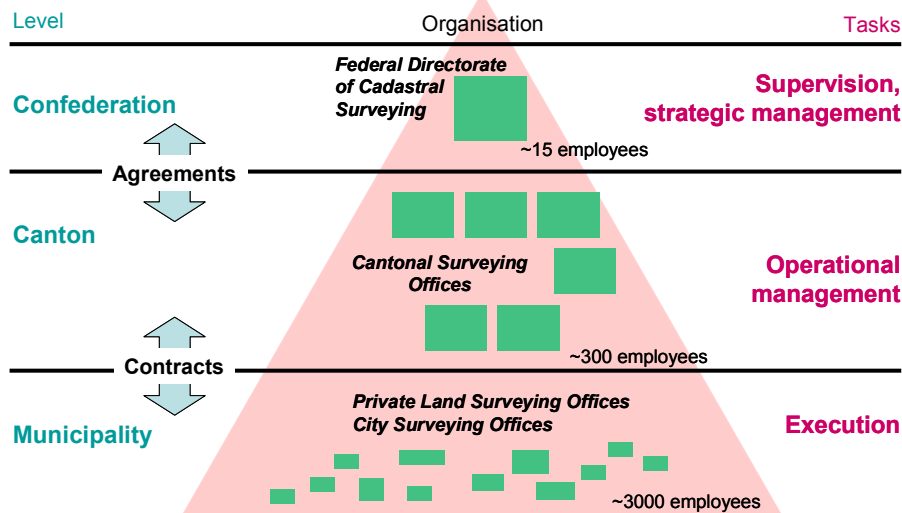 Level
Organisation
Tasks
Federal Directorate
of Cadastral
Surveying
Confederation
Supervision,
strategic management
~15 employees
Agreements
Canton
Cantonal Surveying
Offices
Operational
management
~300 employees
Contracts
Private Land Surveying Offices
City Surveying Offices
Municipality
Execution
~3000 employees